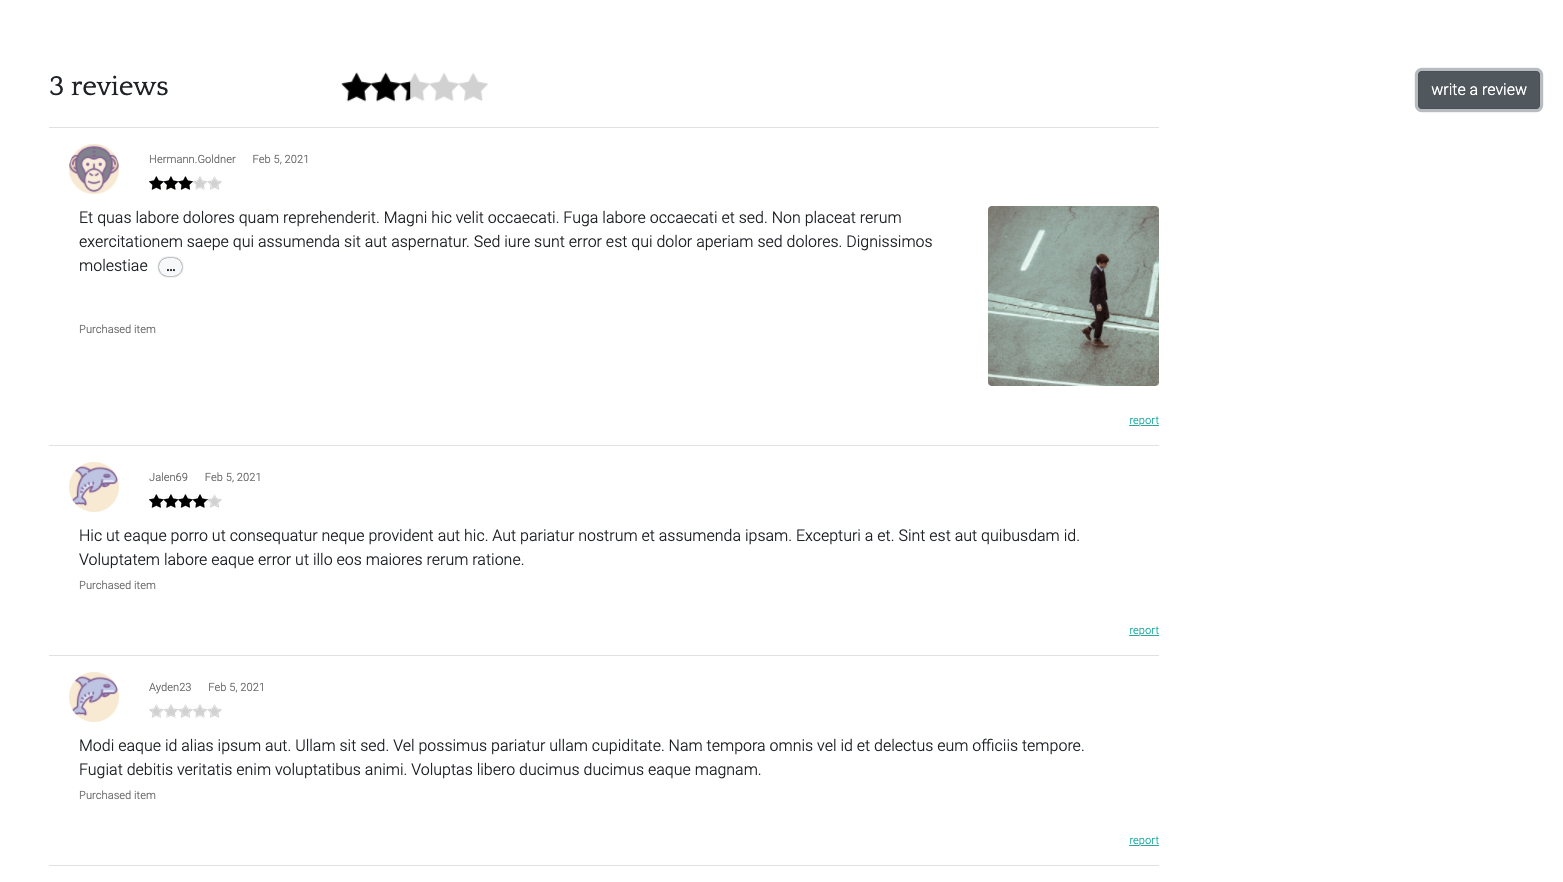 3 reviews
write a review
Hermann.Goldner Feb 5, 2021
Et quas labore dolores quam reprehenderit. Magni hic velit occaecati. Fuga labore occaecati et sed. Non placeat rerum
exercitationem saepe qui assumenda sit aut aspernatur. Sed iure sunt error est qui dolor aperiam sed dolores. Dignissimos
molestiae ...
Purchased item
report
Jalen69 Feb 5, 2021
Hic ut eaque porro ut consequatur neque provident aut hic. Aut pariatur nostrum et assumenda ipsam. Excepturi a et. Sint est aut quibusdam id.
Voluptatem labore eaque error ut illo eos maiores rerum ratione.
Purchased item
report
Ayden23 Feb 5, 2021
Modi eaque id alias ipsum aut. Ullam sit sed. Vel possimus pariatur ullam cupiditate. Nam tempora omnis vel id et delectus eum officiis tempore.
Fugiat debitis veritatis enim voluptatibus animi. Voluptas libero ducimus ducimus eaque magnam.
Purchased item
report